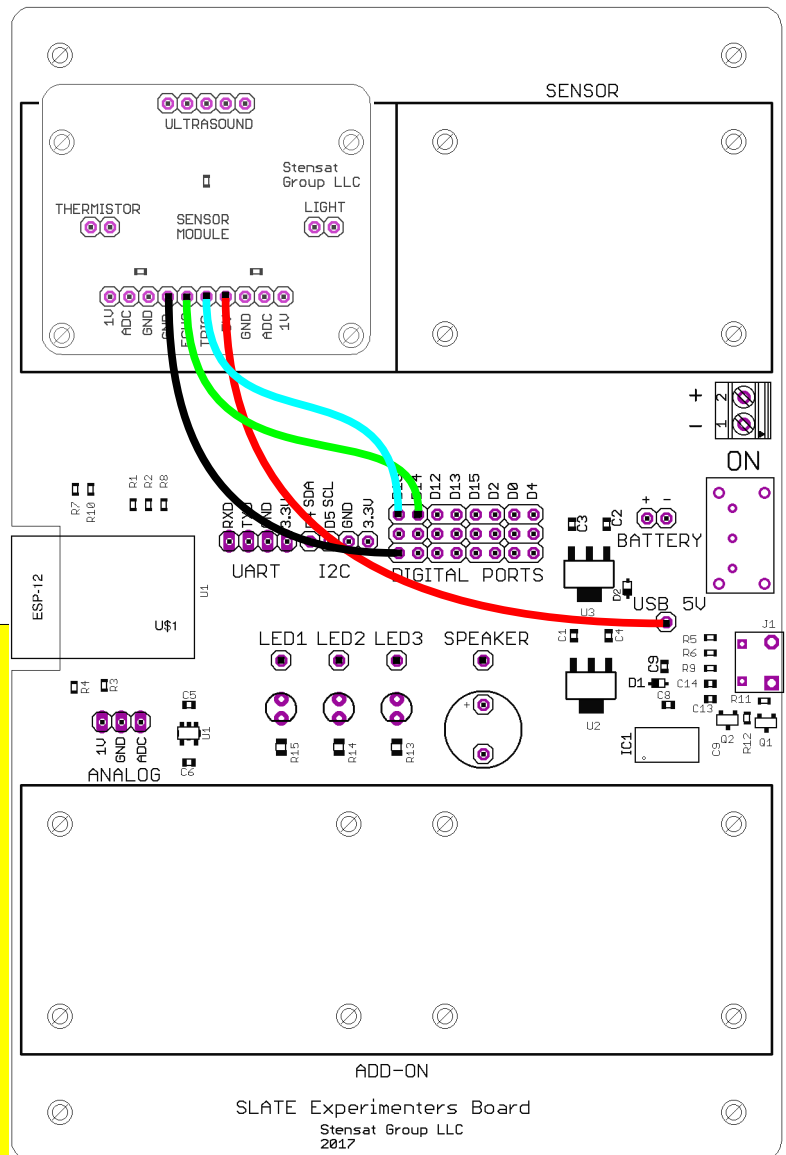 SENSOR
ULTRASOUND
Stensat
Group LLC
THERMISTOR
LIGHT
SENSOR
MODULE
1V
ADC
GND
GND
ADC
1V
+
2
-
1
ON
R7
R10
R1
R2
R8
RXD
TXD
3.3V
SDA
D5 SCL
GND
3.3V
D12
D13
D15
D2
D0
D4
UART
I2C
DIGITAL PORTS
C3
C2
+
-
BATTERY
ESP-12
U1
U$1
U3
D2
USB 5V
J1
LED1
LED2
LED3
SPEAKER
C1
C4
R5
R6
R9
C14
C13
C9
D1
C8
U2
R11
R4
R3
C5
U1
C6
1V
GND
ADC
ANALOG
R15
R14
R13
+
IC1
C9
Q2
R12
Q1
ADD-ON
SLATE Experimenters Board
Stensat Group LLC
2017